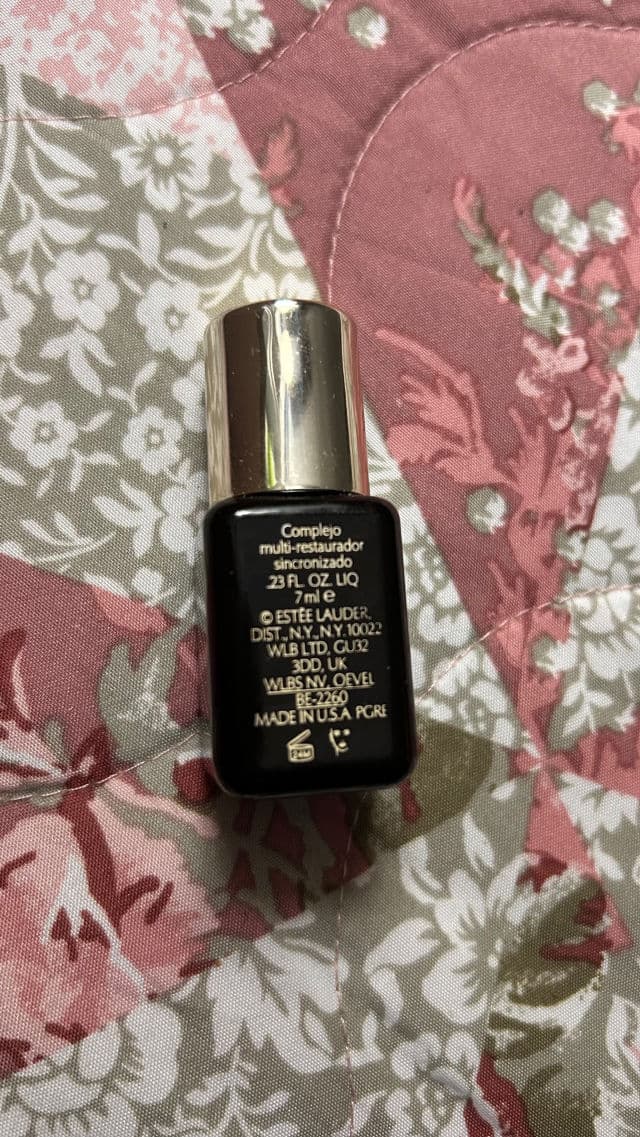 Complejo
multi-restaurador
sincronizado
.23 FL. OZ. LIQ
7 ml ℮
© ESTÉE LAUDER,
DIST., N.Y., N.Y. 10022
WLB LTD, GU32
3DD, UK
WLBS NV, OEVEL
BE-2260
MADE IN U.S.A PGRE
24M